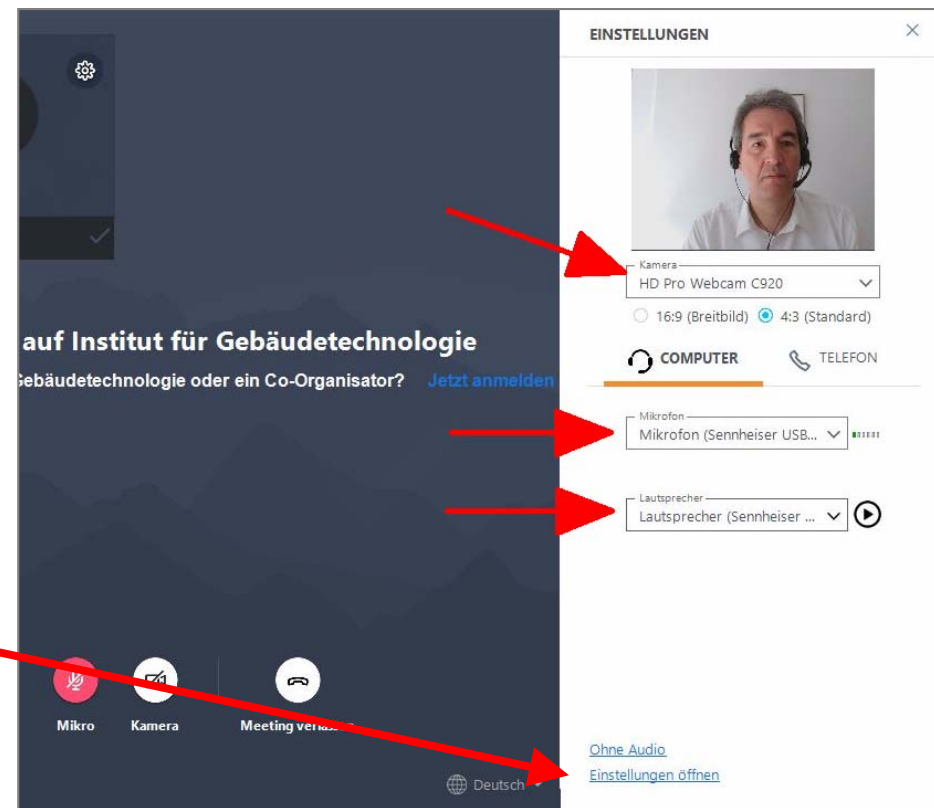 EINSTELLUNGEN
Kamera
HD Pro Webcam C920
16:9 (Breitbild) 4:3 (Standard)
auf Institut für Gebäudetechnologie
Gebäudetechnologie oder ein Co-Organisator? Jetzt anmelden
COMPUTER TELEFON
Mikrofon
Mikrofon (Sennheiser USB...
Lautsprecher
Lautsprecher (Sennheiser ...
Mikro Kamera Meeting
Ohne Audio
Einstellungen öffnen
Deutsch